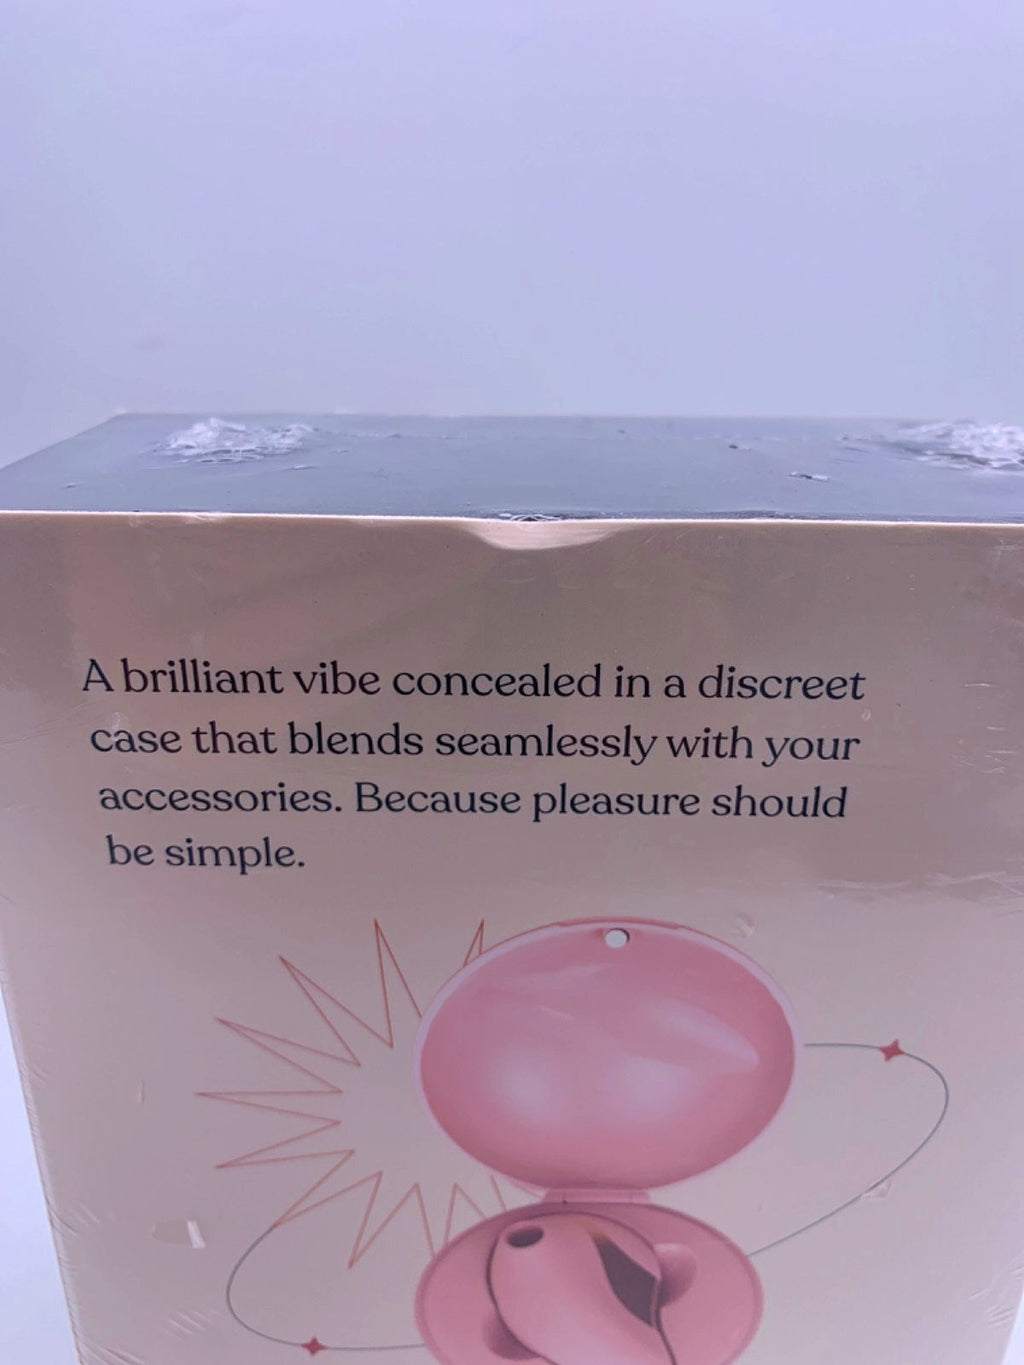 A brilliant vibe concealed in a discreet
case that blends seamlessly with your
accessories. Because pleasure should
be simple.